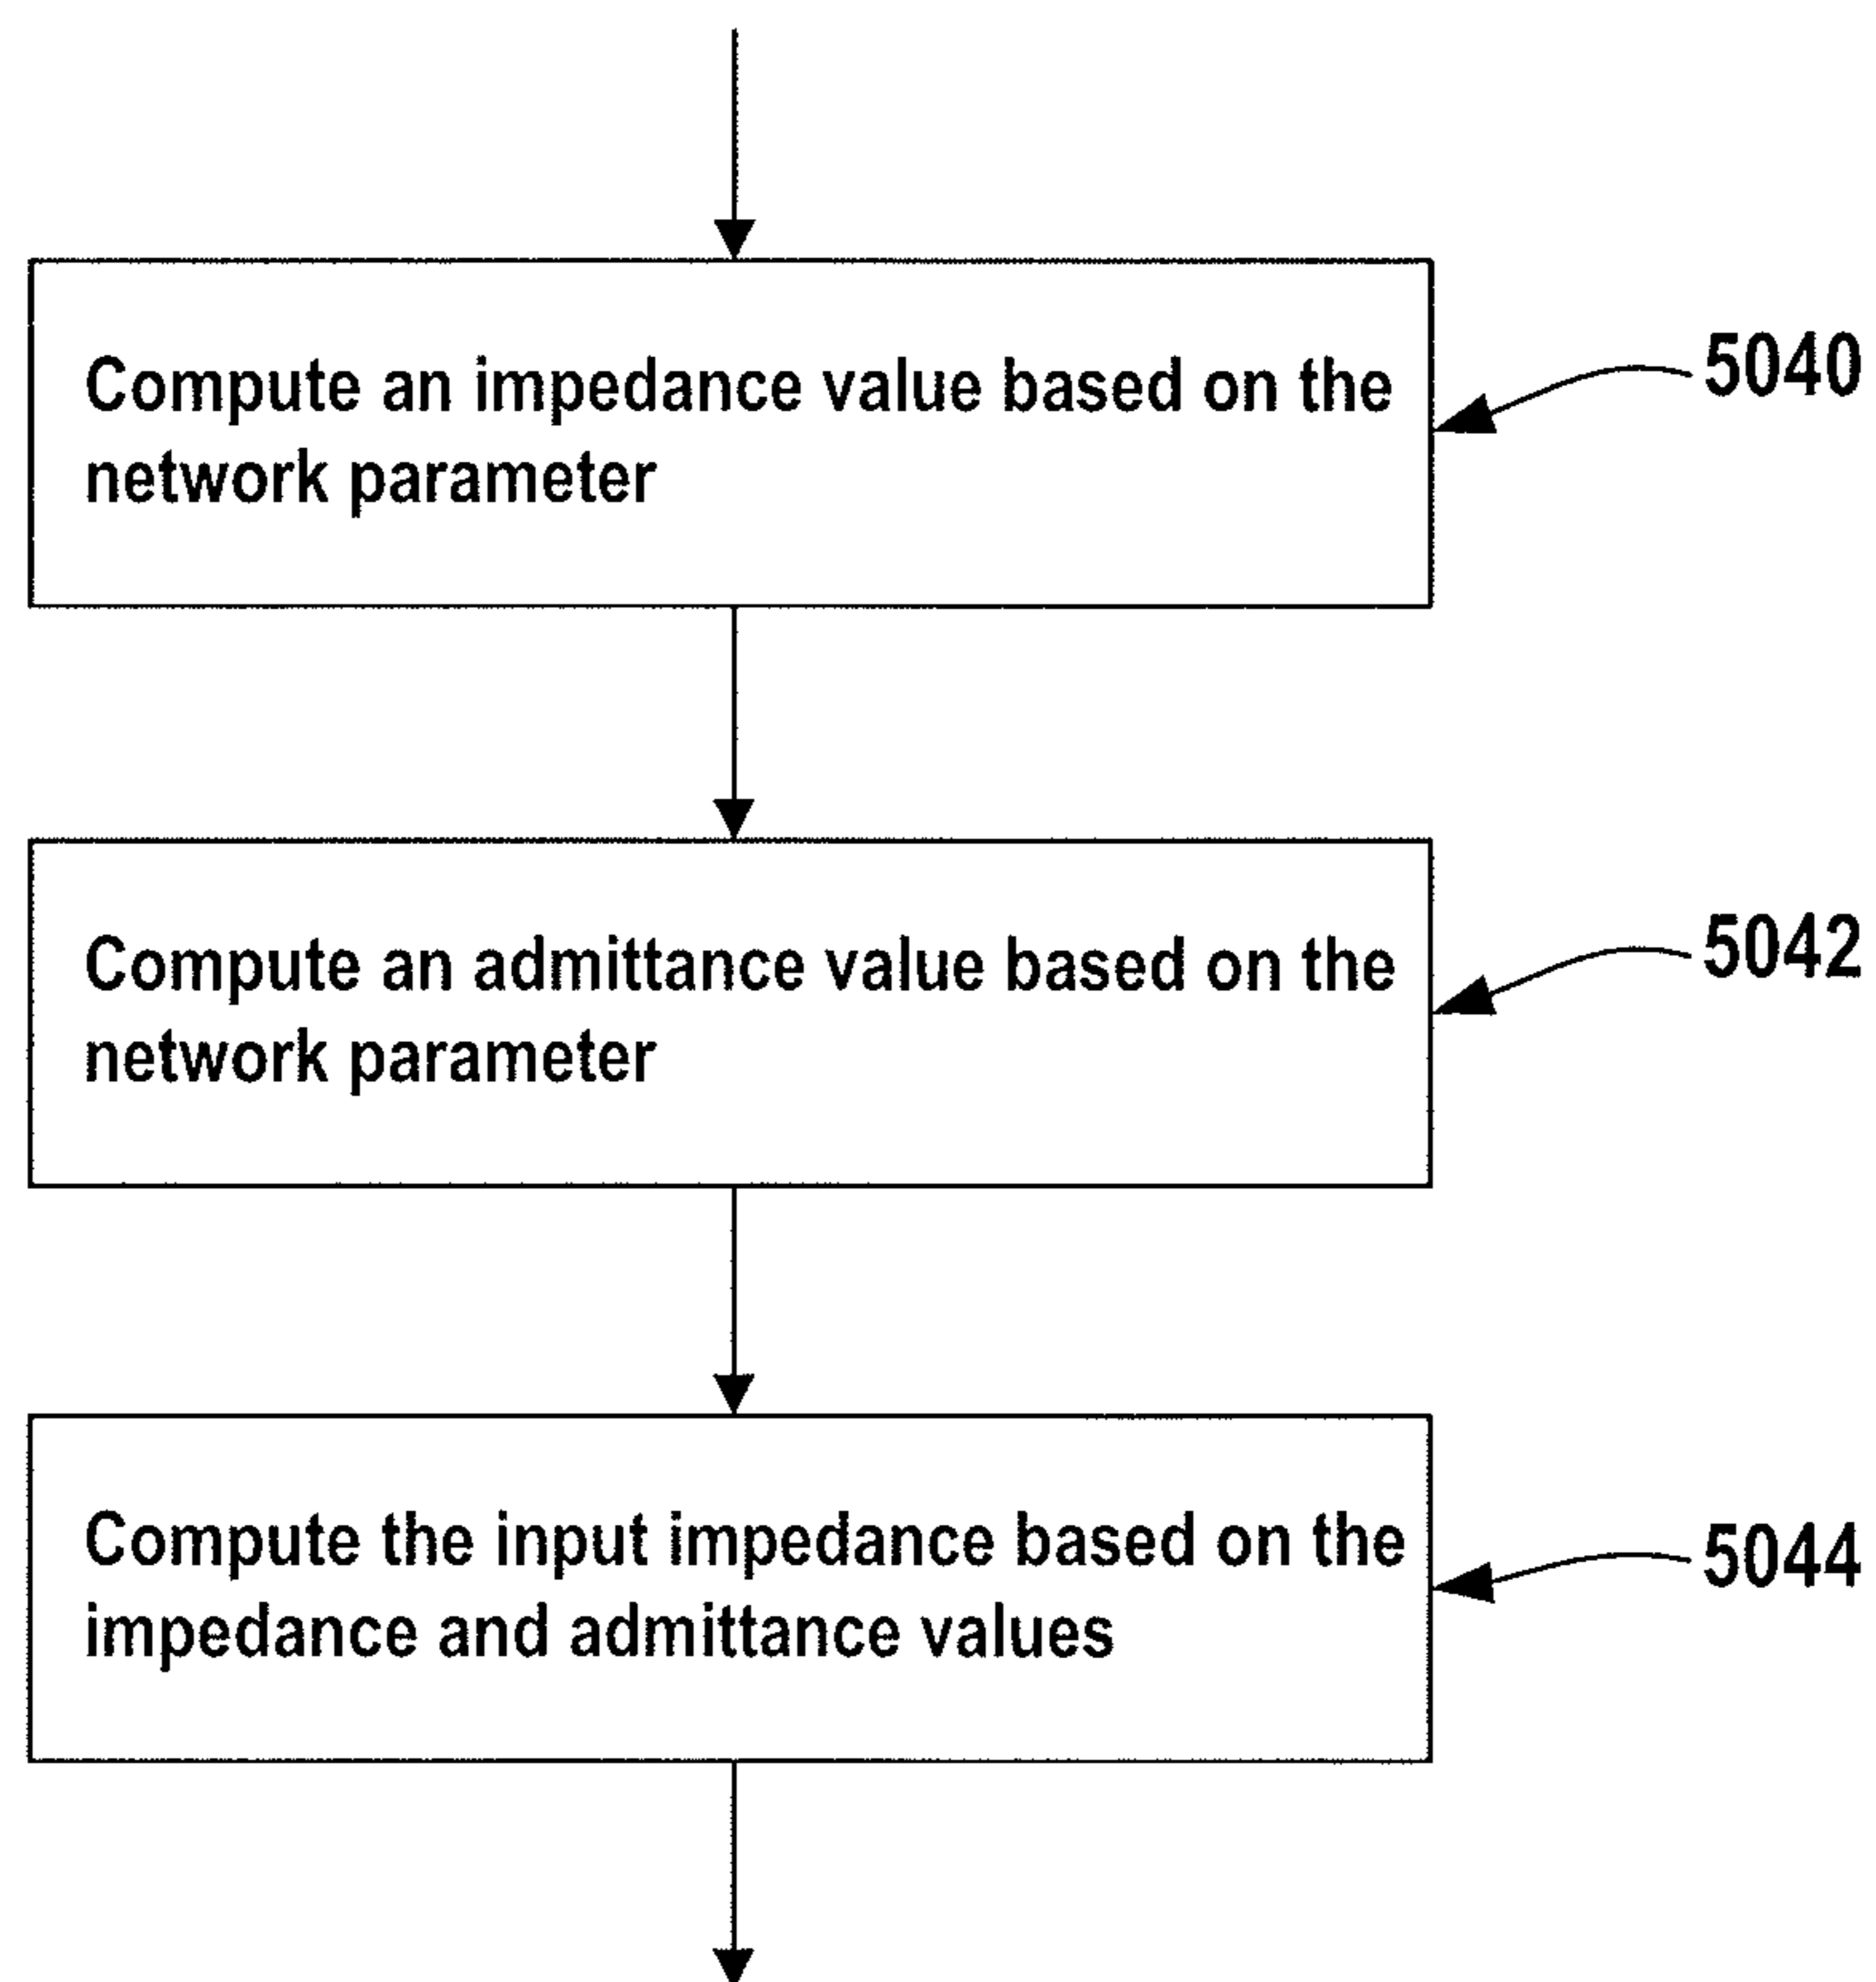 Compute an impedance value based on the
network parameter
5040
Compute an admittance value based on the
network parameter
5042
Compute the input impedance based on the
impedance and admittance values
5044